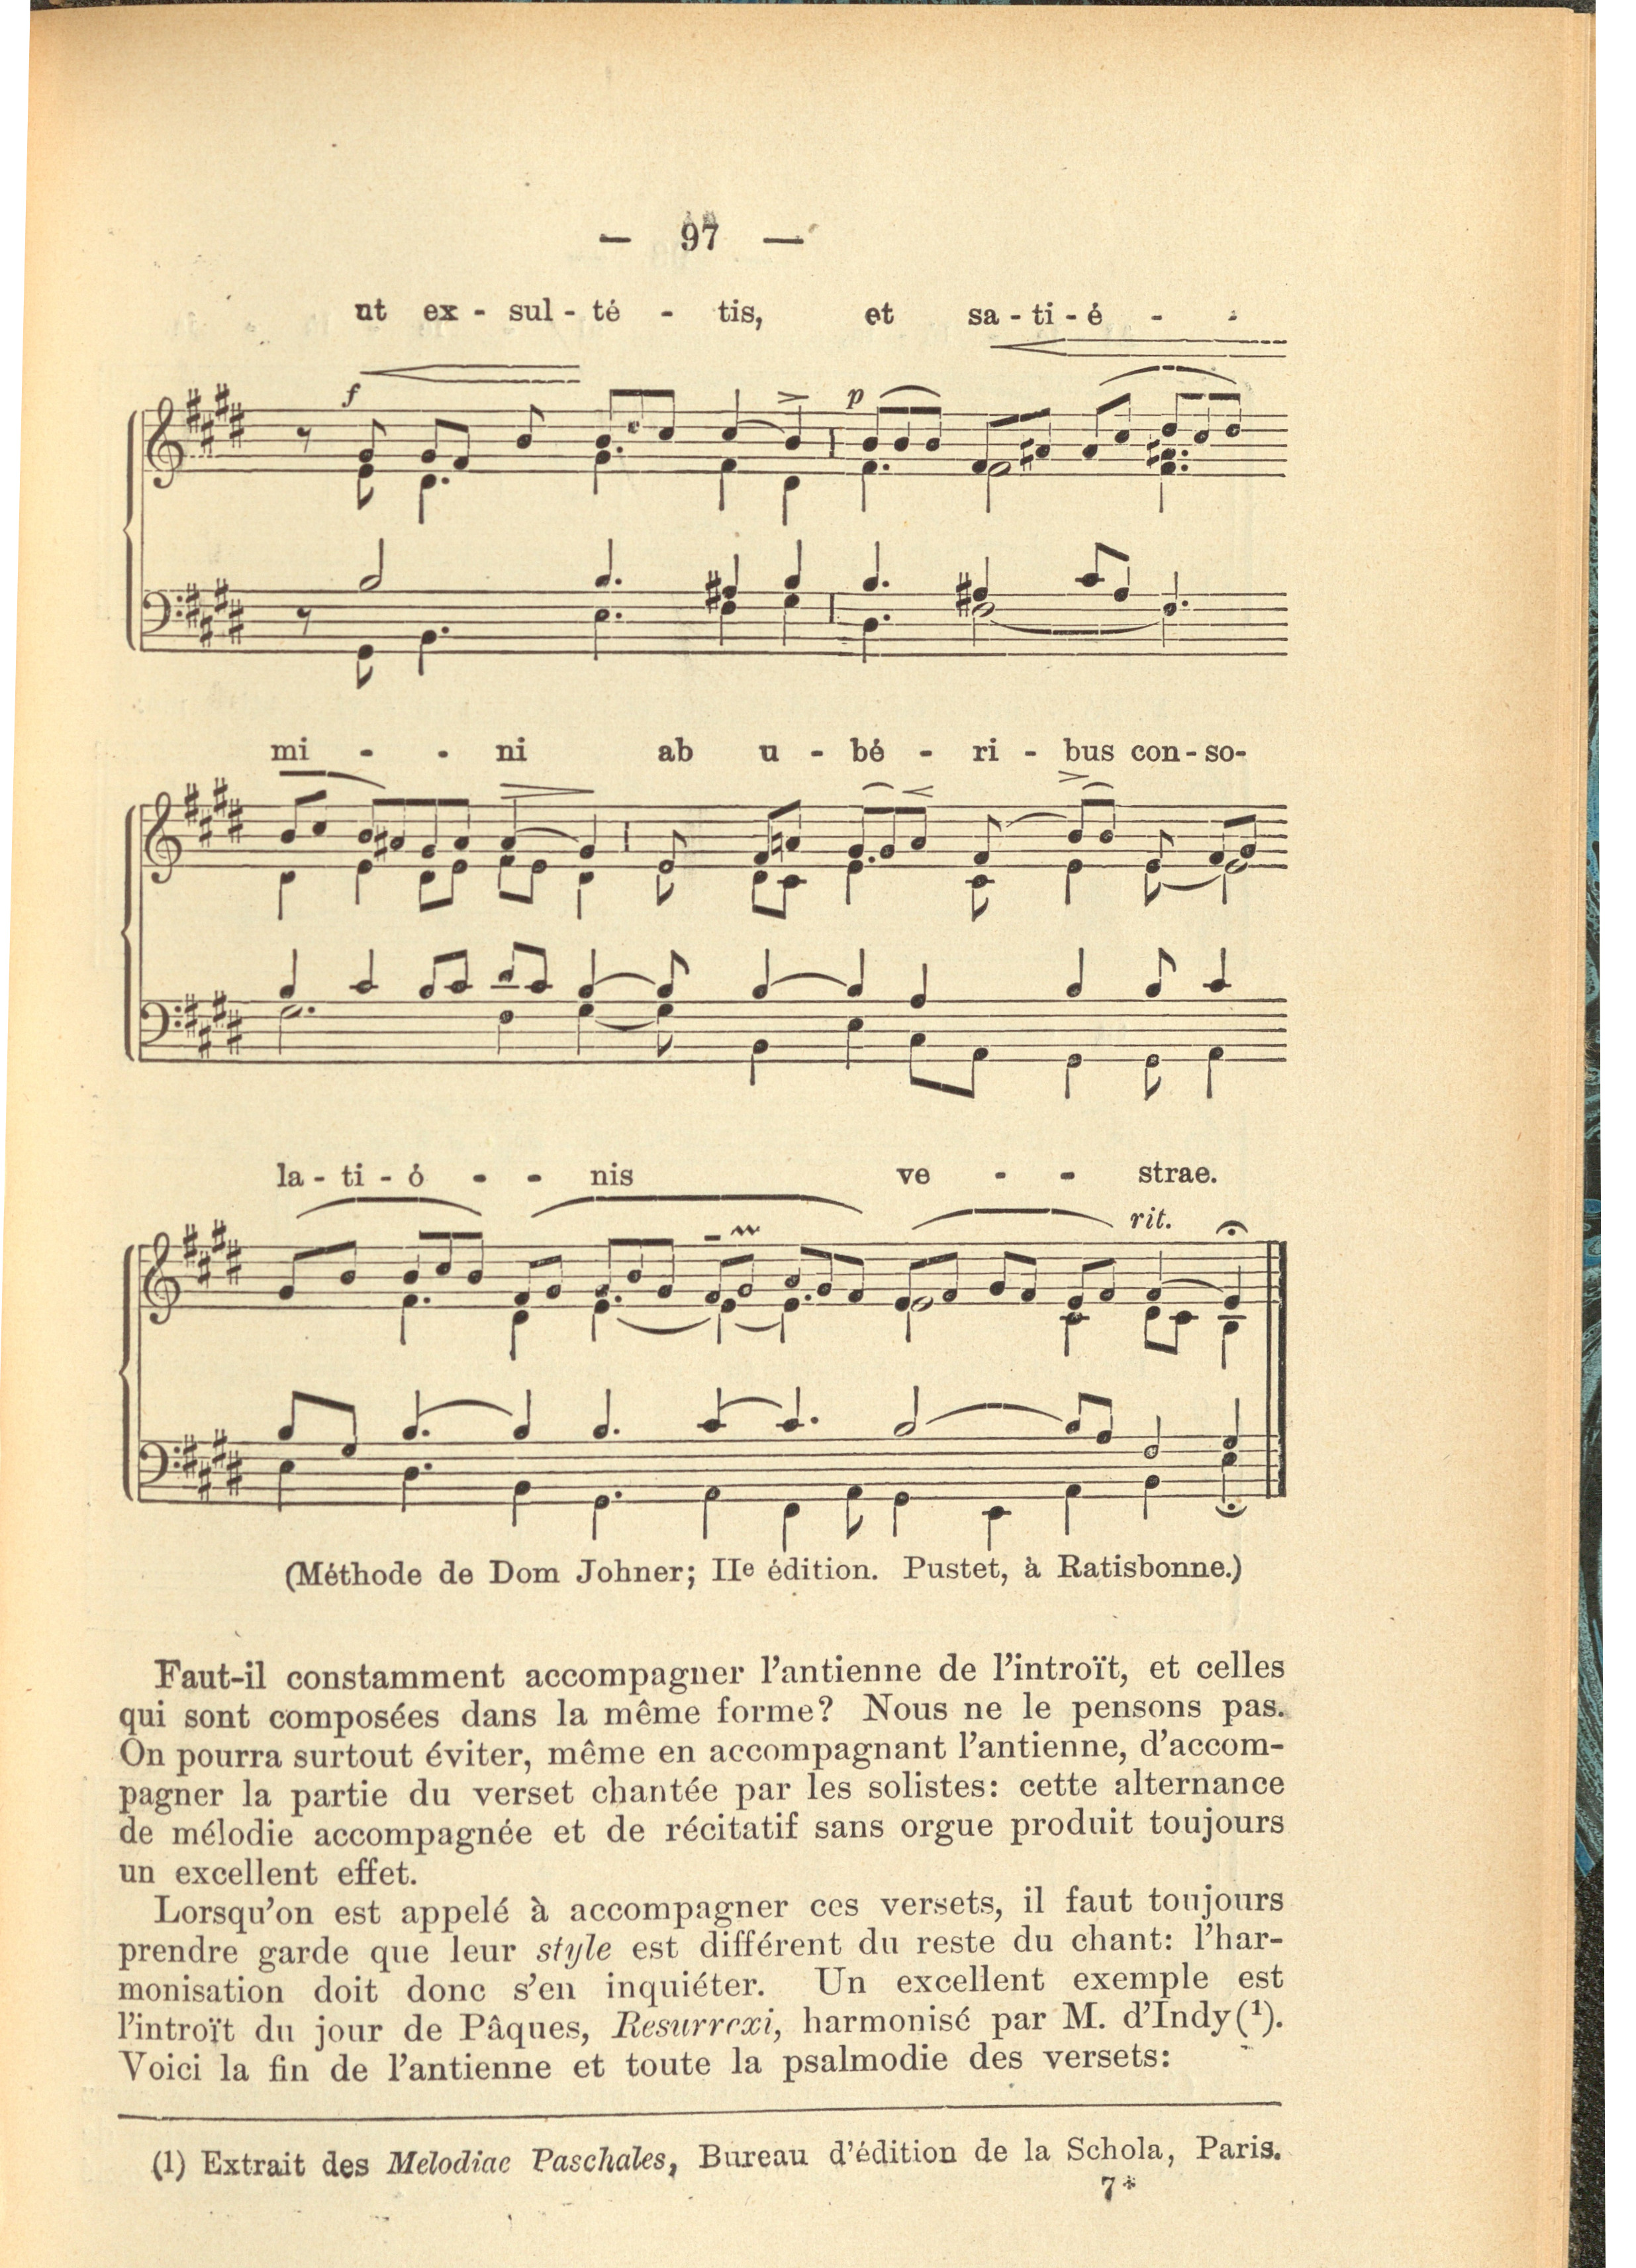 — 97 —
ut ex - sul - té - tis, et sa - ti - é - -
f p
mi - - ni ab u - bé - ri - bus con - so-
la - ti - ó - - nis ve - - strae.
rit.
(Méthode de Dom Johner; IIe édition. Pustet, à Ratisbonne.)
Faut-il constamment accompagner l’antienne de l’introït, et celles
qui sont composées dans la même forme? Nous ne le pensons pas.
On pourra surtout éviter, même en accompagnant l’antienne, d’accom-
pagner la partie du verset chantée par les solistes: cette alternance
de mélodie accompagnée et de récitatif sans orgue produit toujours
un excellent effet.
Lorsqu’on est appelé à accompagner ces versets, il faut toujours
prendre garde que leur style est différent du reste du chant: l’har-
monisation doit donc s’en inquiéter. Un excellent exemple est
l’introït du jour de Pâques, Resurrexi, harmonisé par M. d’Indy(¹).
Voici la fin de l’antienne et toute la psalmodie des versets:
(1) Extrait des Melodiae Paschales, Bureau d’édition de la Schola, Paris.
7*